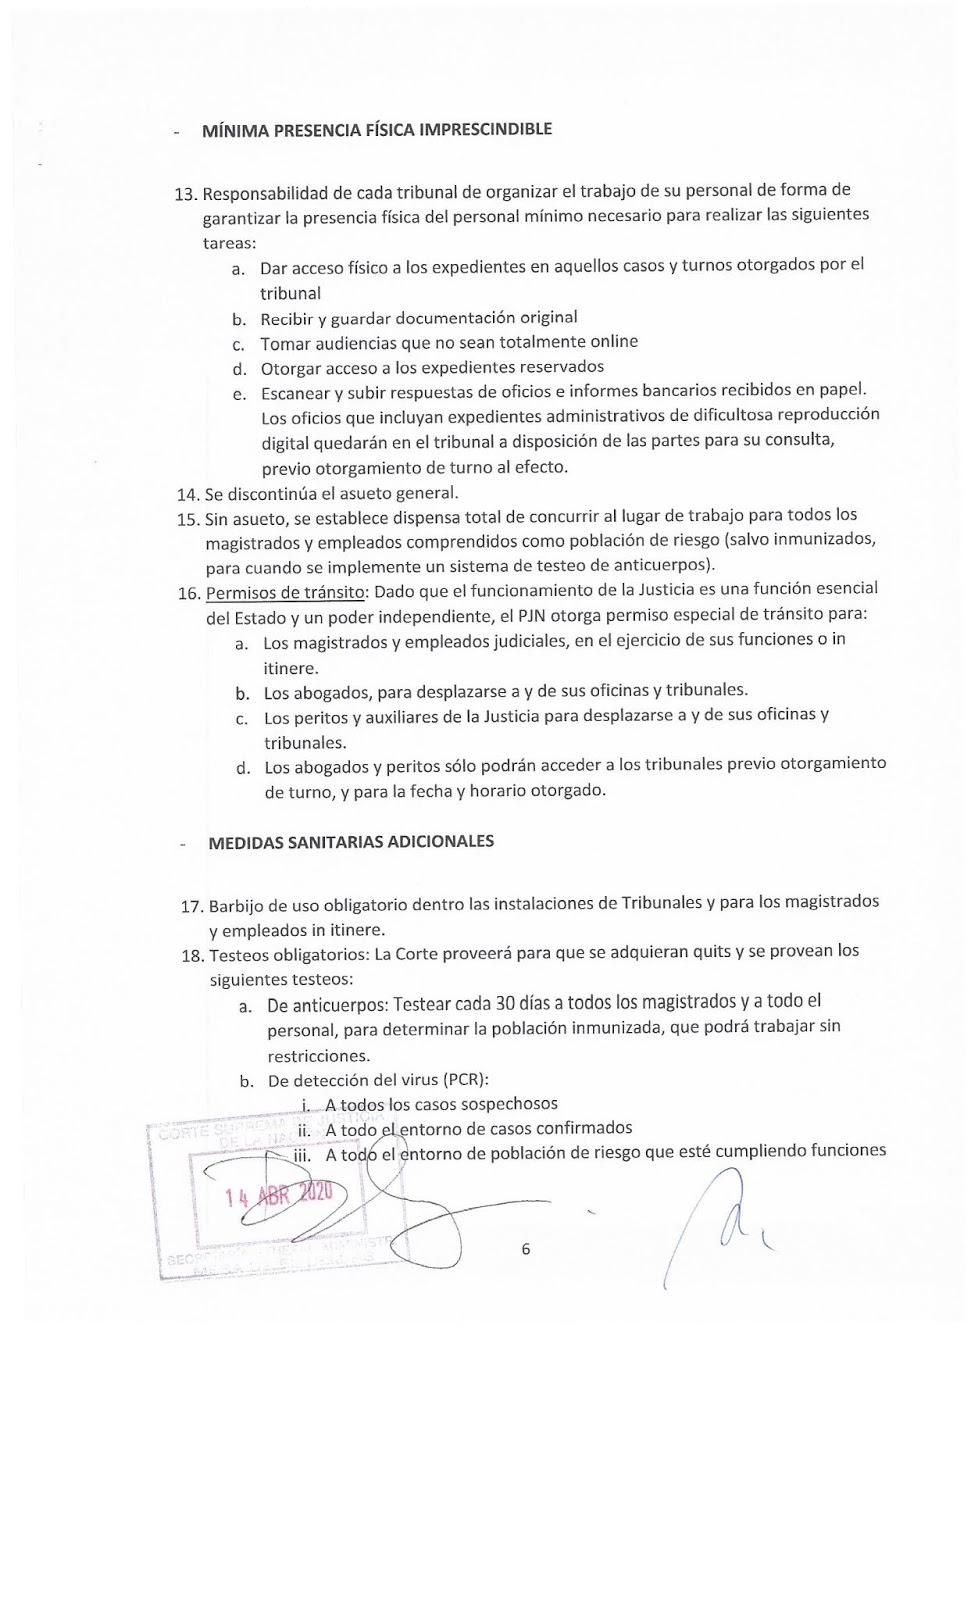 - MÍNIMA PRESENCIA FÍSICA IMPRESCINDIBLE
13. Responsabilidad de cada tribunal de organizar el trabajo de su personal de forma de
garantizar la presencia física del personal mínimo necesario para realizar las siguientes
tareas:
a. Dar acceso físico a los expedientes en aquellos casos y turnos otorgados por el
tribunal
b. Recibir y guardar documentación original
c. Tomar audiencias que no sean totalmente online
d. Otorgar acceso a los expedientes reservados
e. Escanear y subir respuestas de oficios e informes bancarios recibidos en papel.
Los oficios que incluyan expedientes administrativos de dificultosa reproducción
digital quedarán en el tribunal a disposición de las partes para su consulta,
previo otorgamiento de turno al efecto.
14. Se discontinúa el asueto general.
15. Sin asueto, se establece dispensa total de concurrir al lugar de trabajo para todos los
magistrados y empleados comprendidos como población de riesgo (salvo inmunizados,
para cuando se implemente un sistema de testeo de anticuerpos).
16. Permisos de tránsito: Dado que el funcionamiento de la Justicia es una función esencial
del Estado y un poder independiente, el PJN otorga permiso especial de tránsito para:
a. Los magistrados y empleados judiciales, en el ejercicio de sus funciones o in
itinere.
b. Los abogados, para desplazarse a y de sus oficinas y tribunales.
c. Los peritos y auxiliares de la Justicia para desplazarse a y de sus oficinas y
tribunales.
d. Los abogados y peritos sólo podrán acceder a los tribunales previo otorgamiento
de turno, y para la fecha y horario otorgado.
- MEDIDAS SANITARIAS ADICIONALES
17. Barbijo de uso obligatorio dentro las instalaciones de Tribunales y para los magistrados
y empleados in itinere.
18. Testeos obligatorios: La Corte proveerá para que se adquieran quits y se provean los
siguientes testeos:
a. De anticuerpos: Testear cada 30 días a todos los magistrados y a todo el
personal, para determinar la población inmunizada, que podrá trabajar sin
restricciones.
b. De detección del virus (PCR):
i. A todos los casos sospechosos
ii. A todo el entorno de casos confirmados
iii. A todo el entorno de población de riesgo que esté cumpliendo funciones
CORTE SUPREMA DE JUSTICIA
DE LA NACION
14 ABR 2020
6